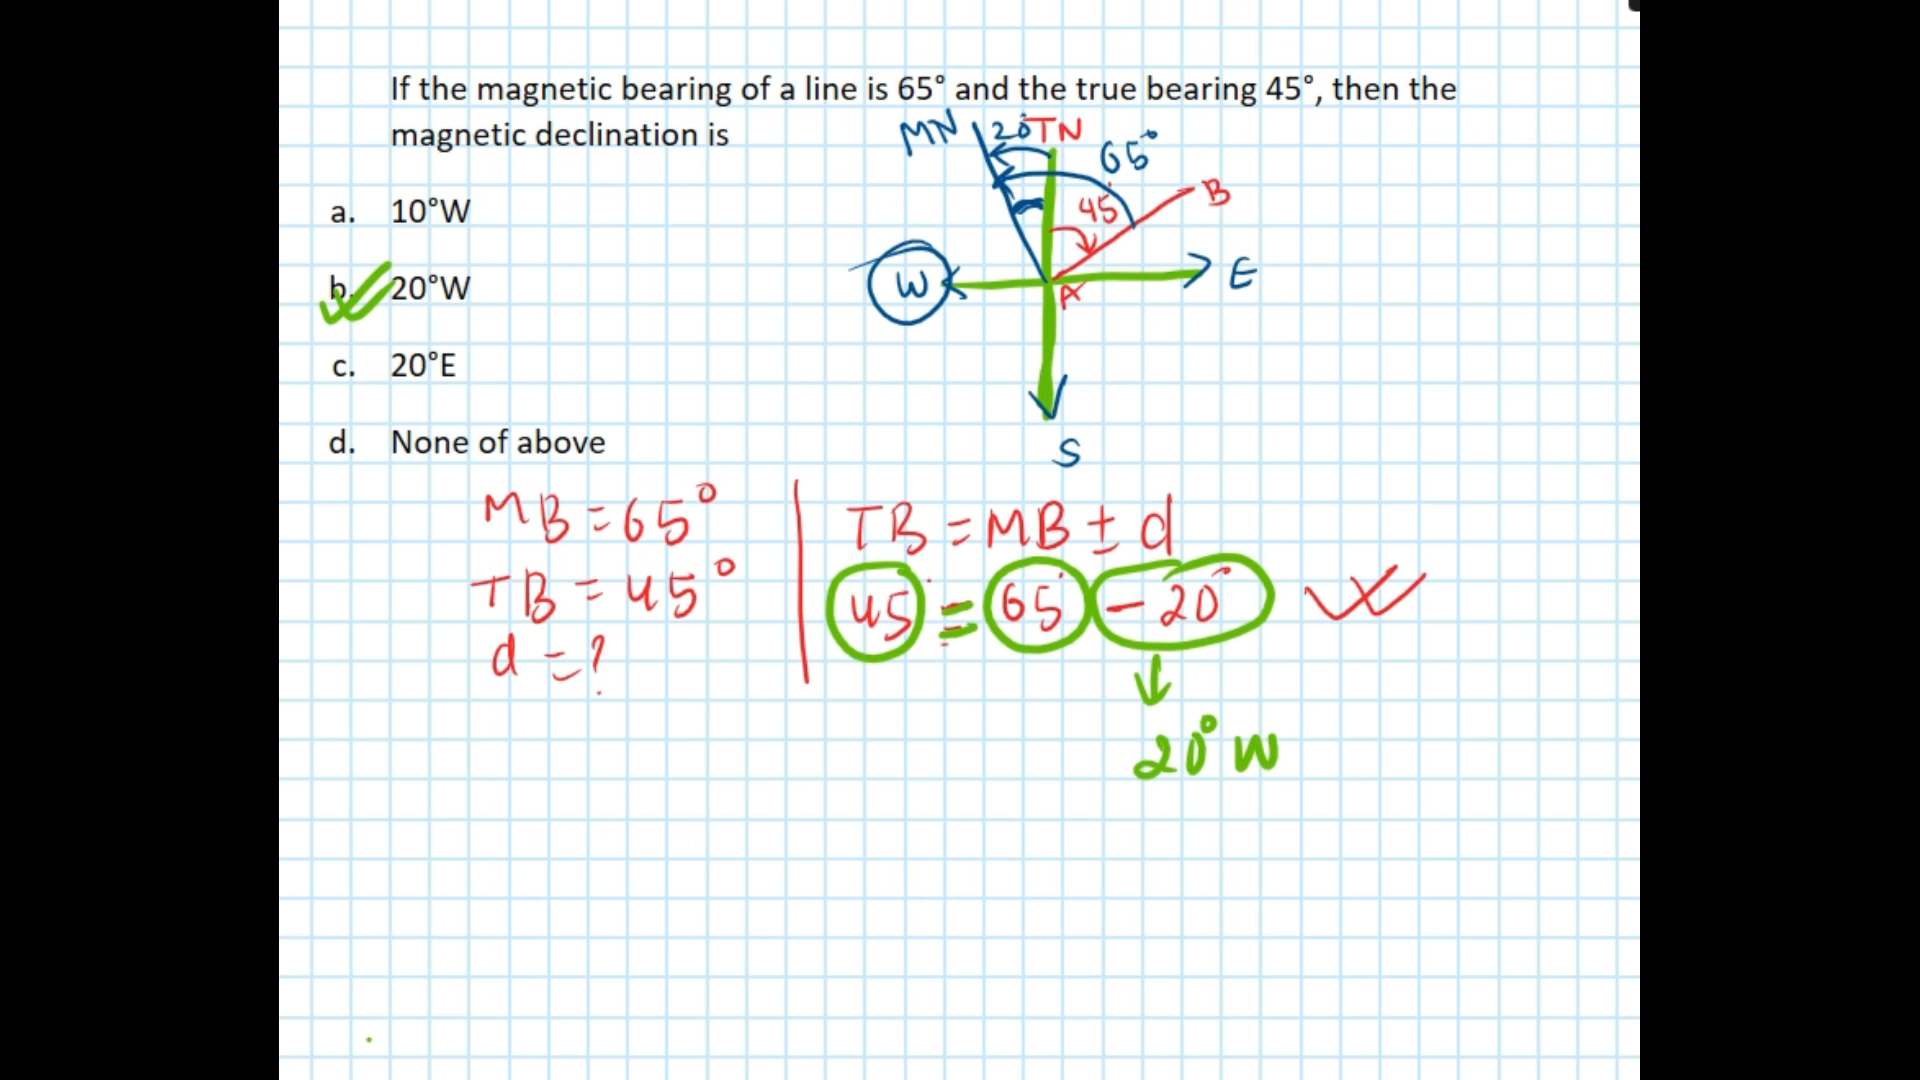 If the magnetic bearing of a line is 65° and the true bearing 45°, then the
magnetic declination is
MN 20° TN
65°
45°
B
a. 10°W
W
E
A
b. 20°W
c. 20°E
S
d. None of above
MB = 65°
TB = 45°
d = ?
TB = MB ± d
45° = 65° - 20°
20° W